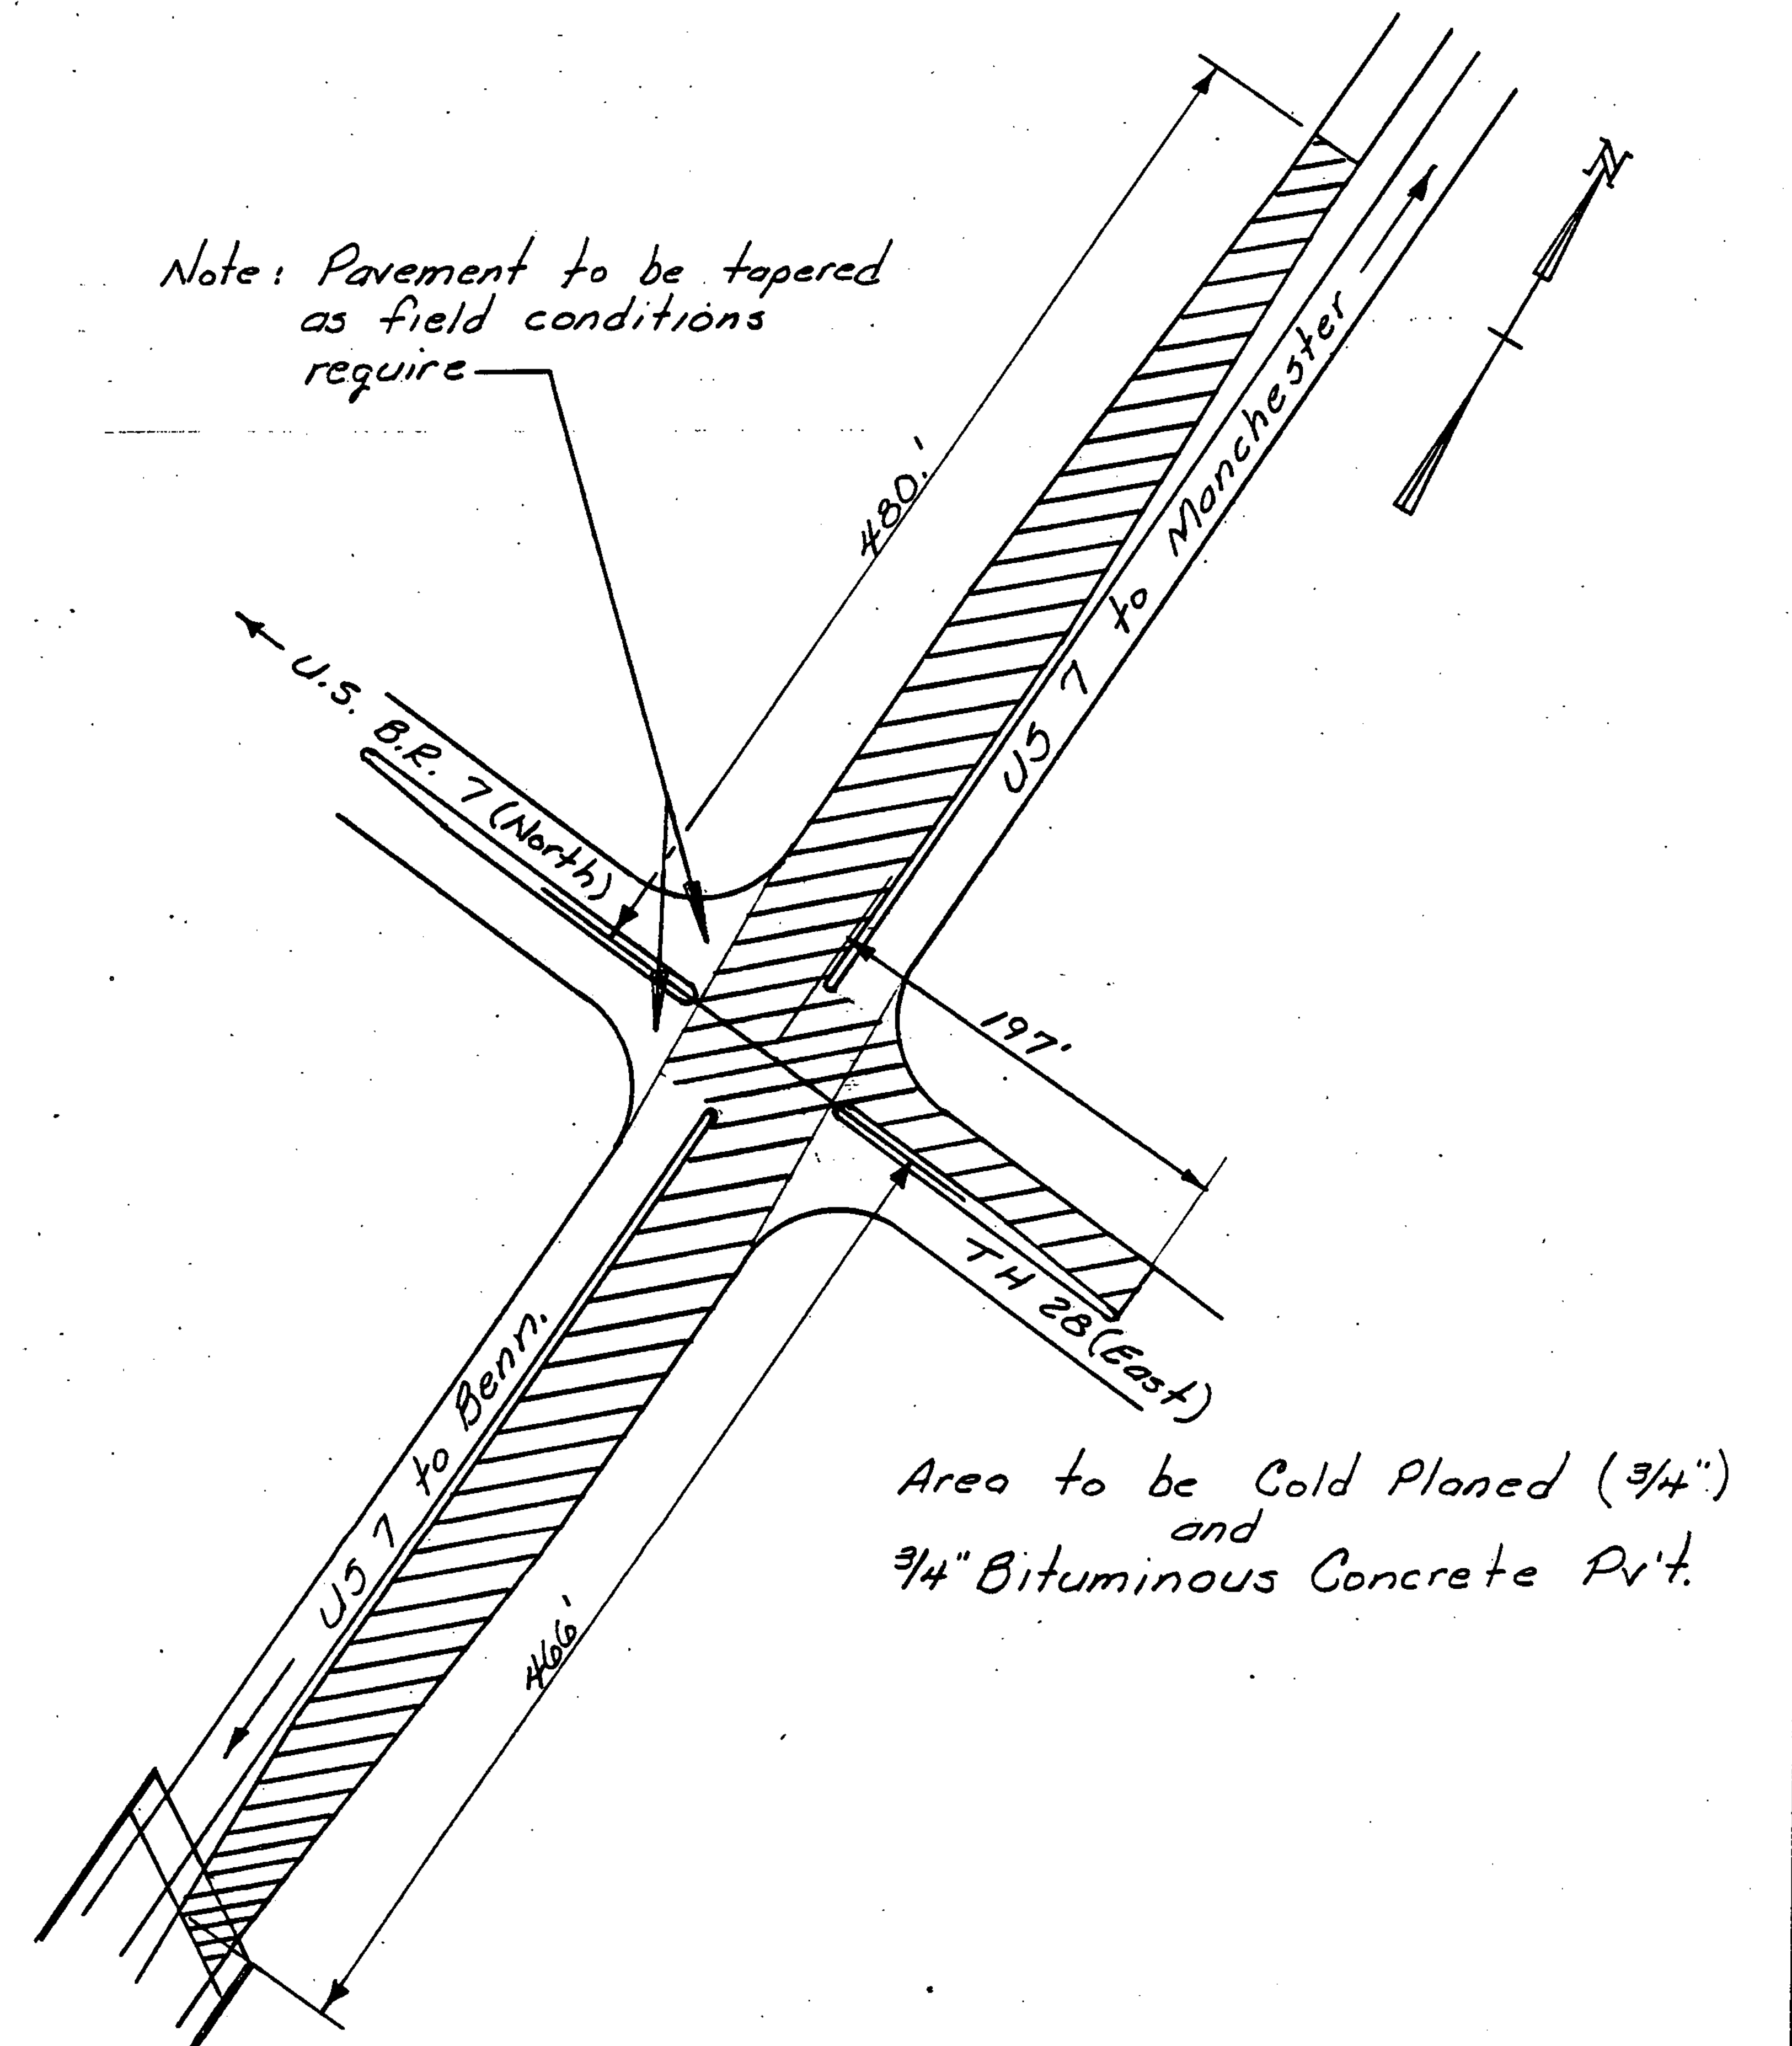 N
Note: Pavement to be tapered
as field conditions
require
480.'
US 7 to Manchester
U.S. B.R. 7 (North)
197'
TH 28 (East)
US 7 to Benn.
466'
Area to be Cold Planed (3/4")
and
3/4" Bituminous Concrete Pv't.